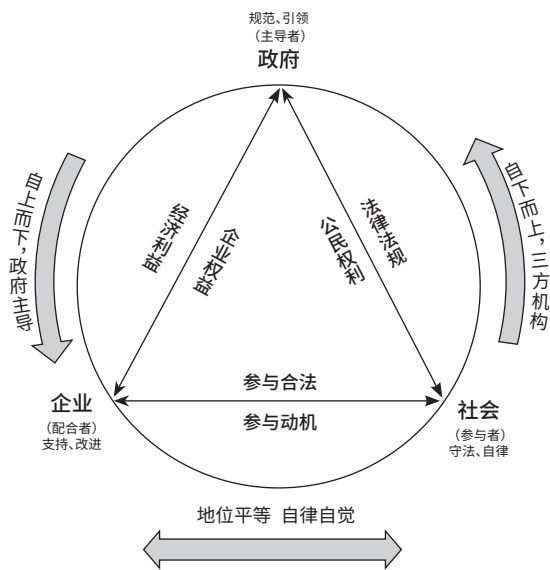 规范、引领
（主导者）
政府
自上而下，政府主导
自下而上，三方机构
经济利益
企业权益
公民权利
法律法规
参与合法
参与动机
企业
（配合者）
支持、改进
社会
（参与者）
守法、自律
地位平等 自律自觉